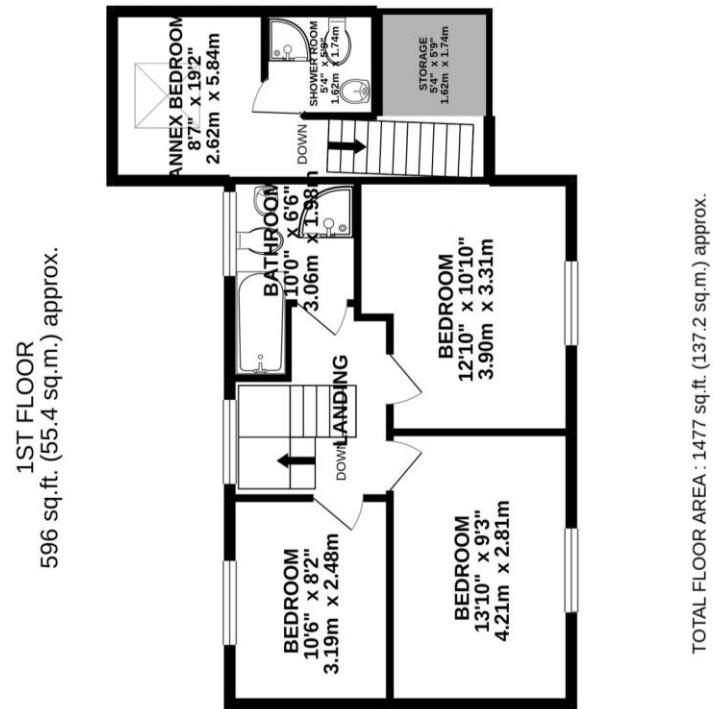 1ST FLOOR
596 sq.ft. (55.4 sq.m.) approx.
ANNEX BEDROOM
8'7" x 19'2"
2.62m x 5.84m
SHOWER ROOM
5'4" x 5'9"
1.62m x 1.74m
STORAGE
5'4" x 5'9"
1.62m x 1.74m
DOWN
BATHROOM
10'0" x 6'6"
3.06m x 1.98m
BEDROOM
12'10" x 10'10"
3.90m x 3.31m
LANDING
DOWN
BEDROOM
10'6" x 8'2"
3.19m x 2.48m
BEDROOM
13'10" x 9'3"
4.21m x 2.81m
TOTAL FLOOR AREA : 1477 sq.ft. (137.2 sq.m.) approx.